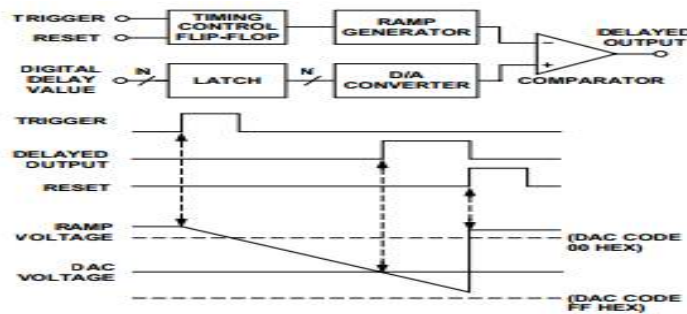 TRIGGER
RESET
TIMING
CONTROL
FLIP-FLOP
RAMP
GENERATOR
DELAYED
OUTPUT
DIGITAL
DELAY
VALUE
N
LATCH
N
D/A
CONVERTER
−
+
COMPARATOR
TRIGGER
DELAYED
OUTPUT
RESET
RAMP
VOLTAGE
(DAC CODE
00 HEX)
DAC
VOLTAGE
(DAC CODE
FF HEX)